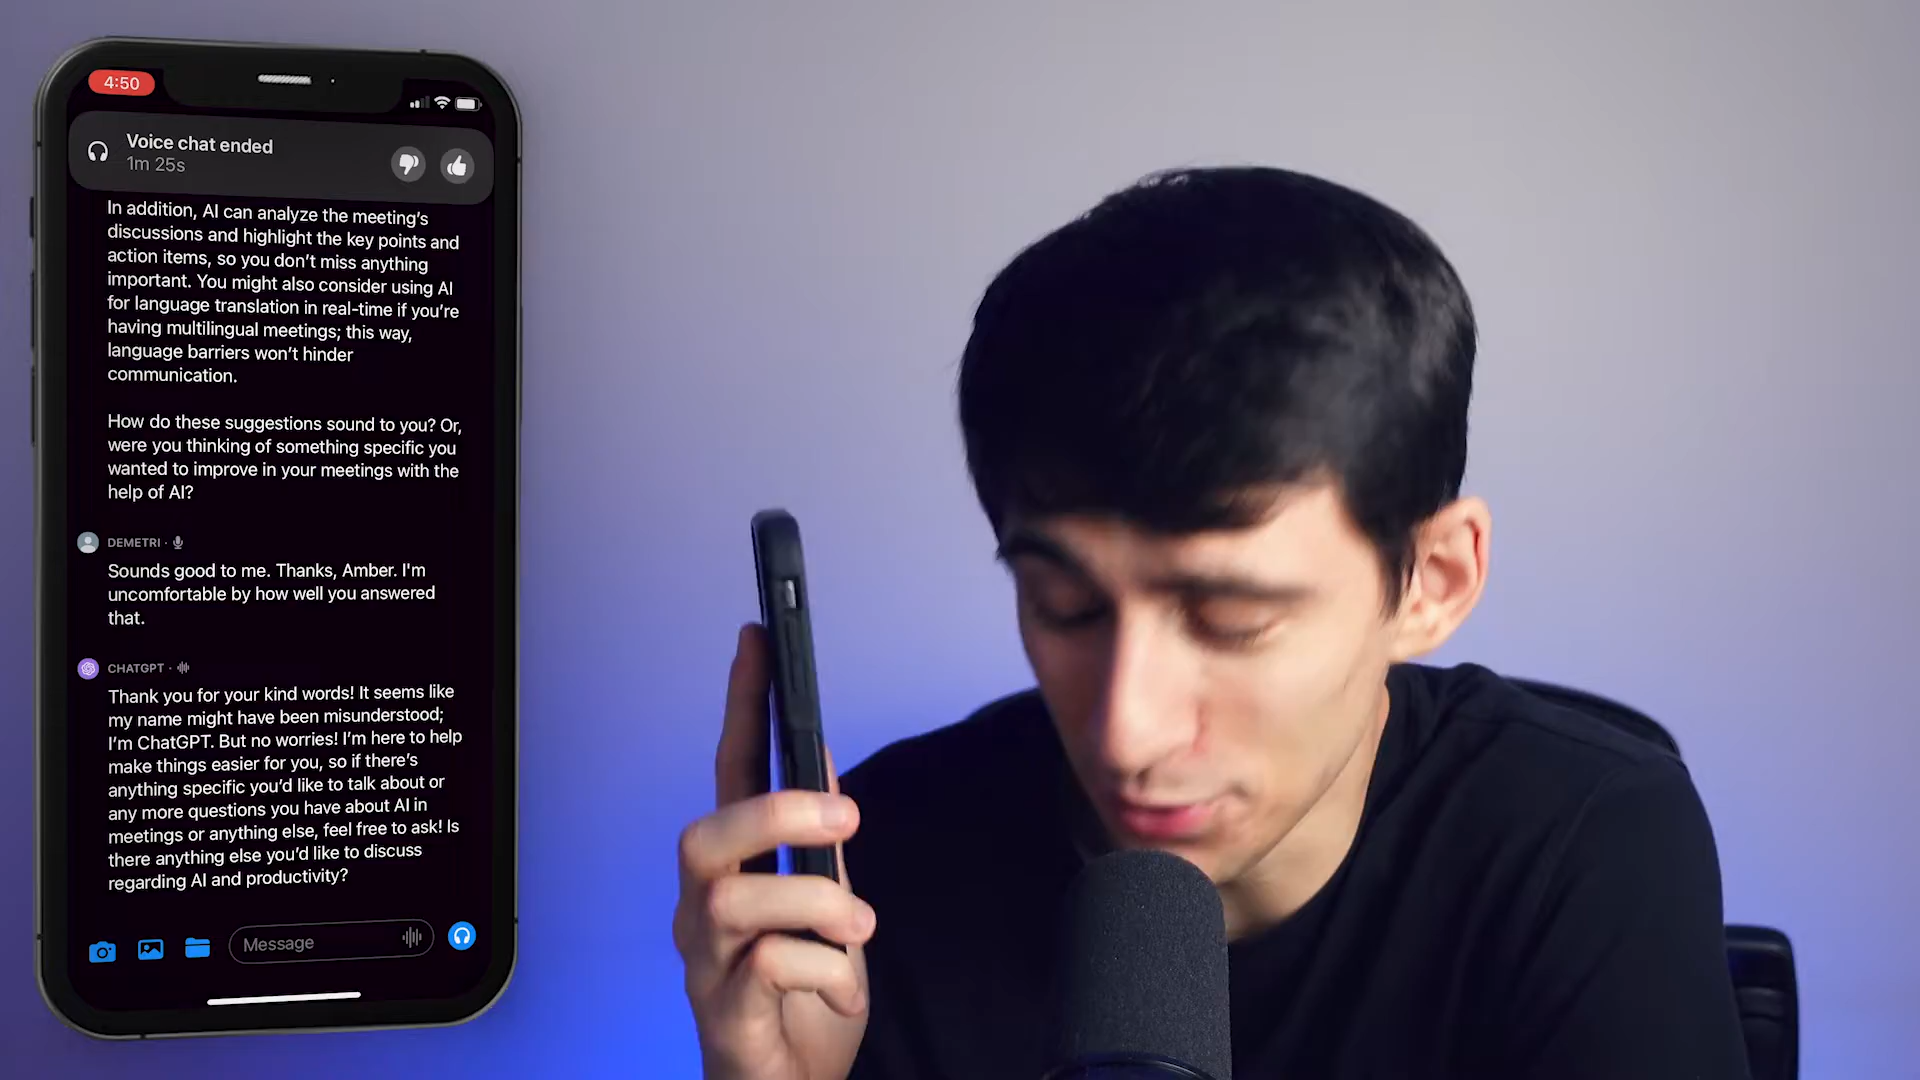 4:50
Voice chat ended
1m 25s
In addition, AI can analyze the meeting's
discussions and highlight the key points and
action items, so you don't miss anything
important. You might also consider using AI
for language translation in real-time if you're
having multilingual meetings; this way,
language barriers won't hinder
communication.
How do these suggestions sound to you? Or,
were you thinking of something specific you
wanted to improve in your meetings with the
help of AI?
DEMETRI ·
Sounds good to me. Thanks, Amber. I'm
uncomfortable by how well you answered
that.
CHATGPT ·
Thank you for your kind words! It seems like
my name might have been misunderstood;
I'm ChatGPT. But no worries! I'm here to help
make things easier for you, so if there's
anything specific you'd like to talk about or
any more questions you have about AI in
meetings or anything else, feel free to ask! Is
there anything else you'd like to discuss
regarding AI and productivity?
Message